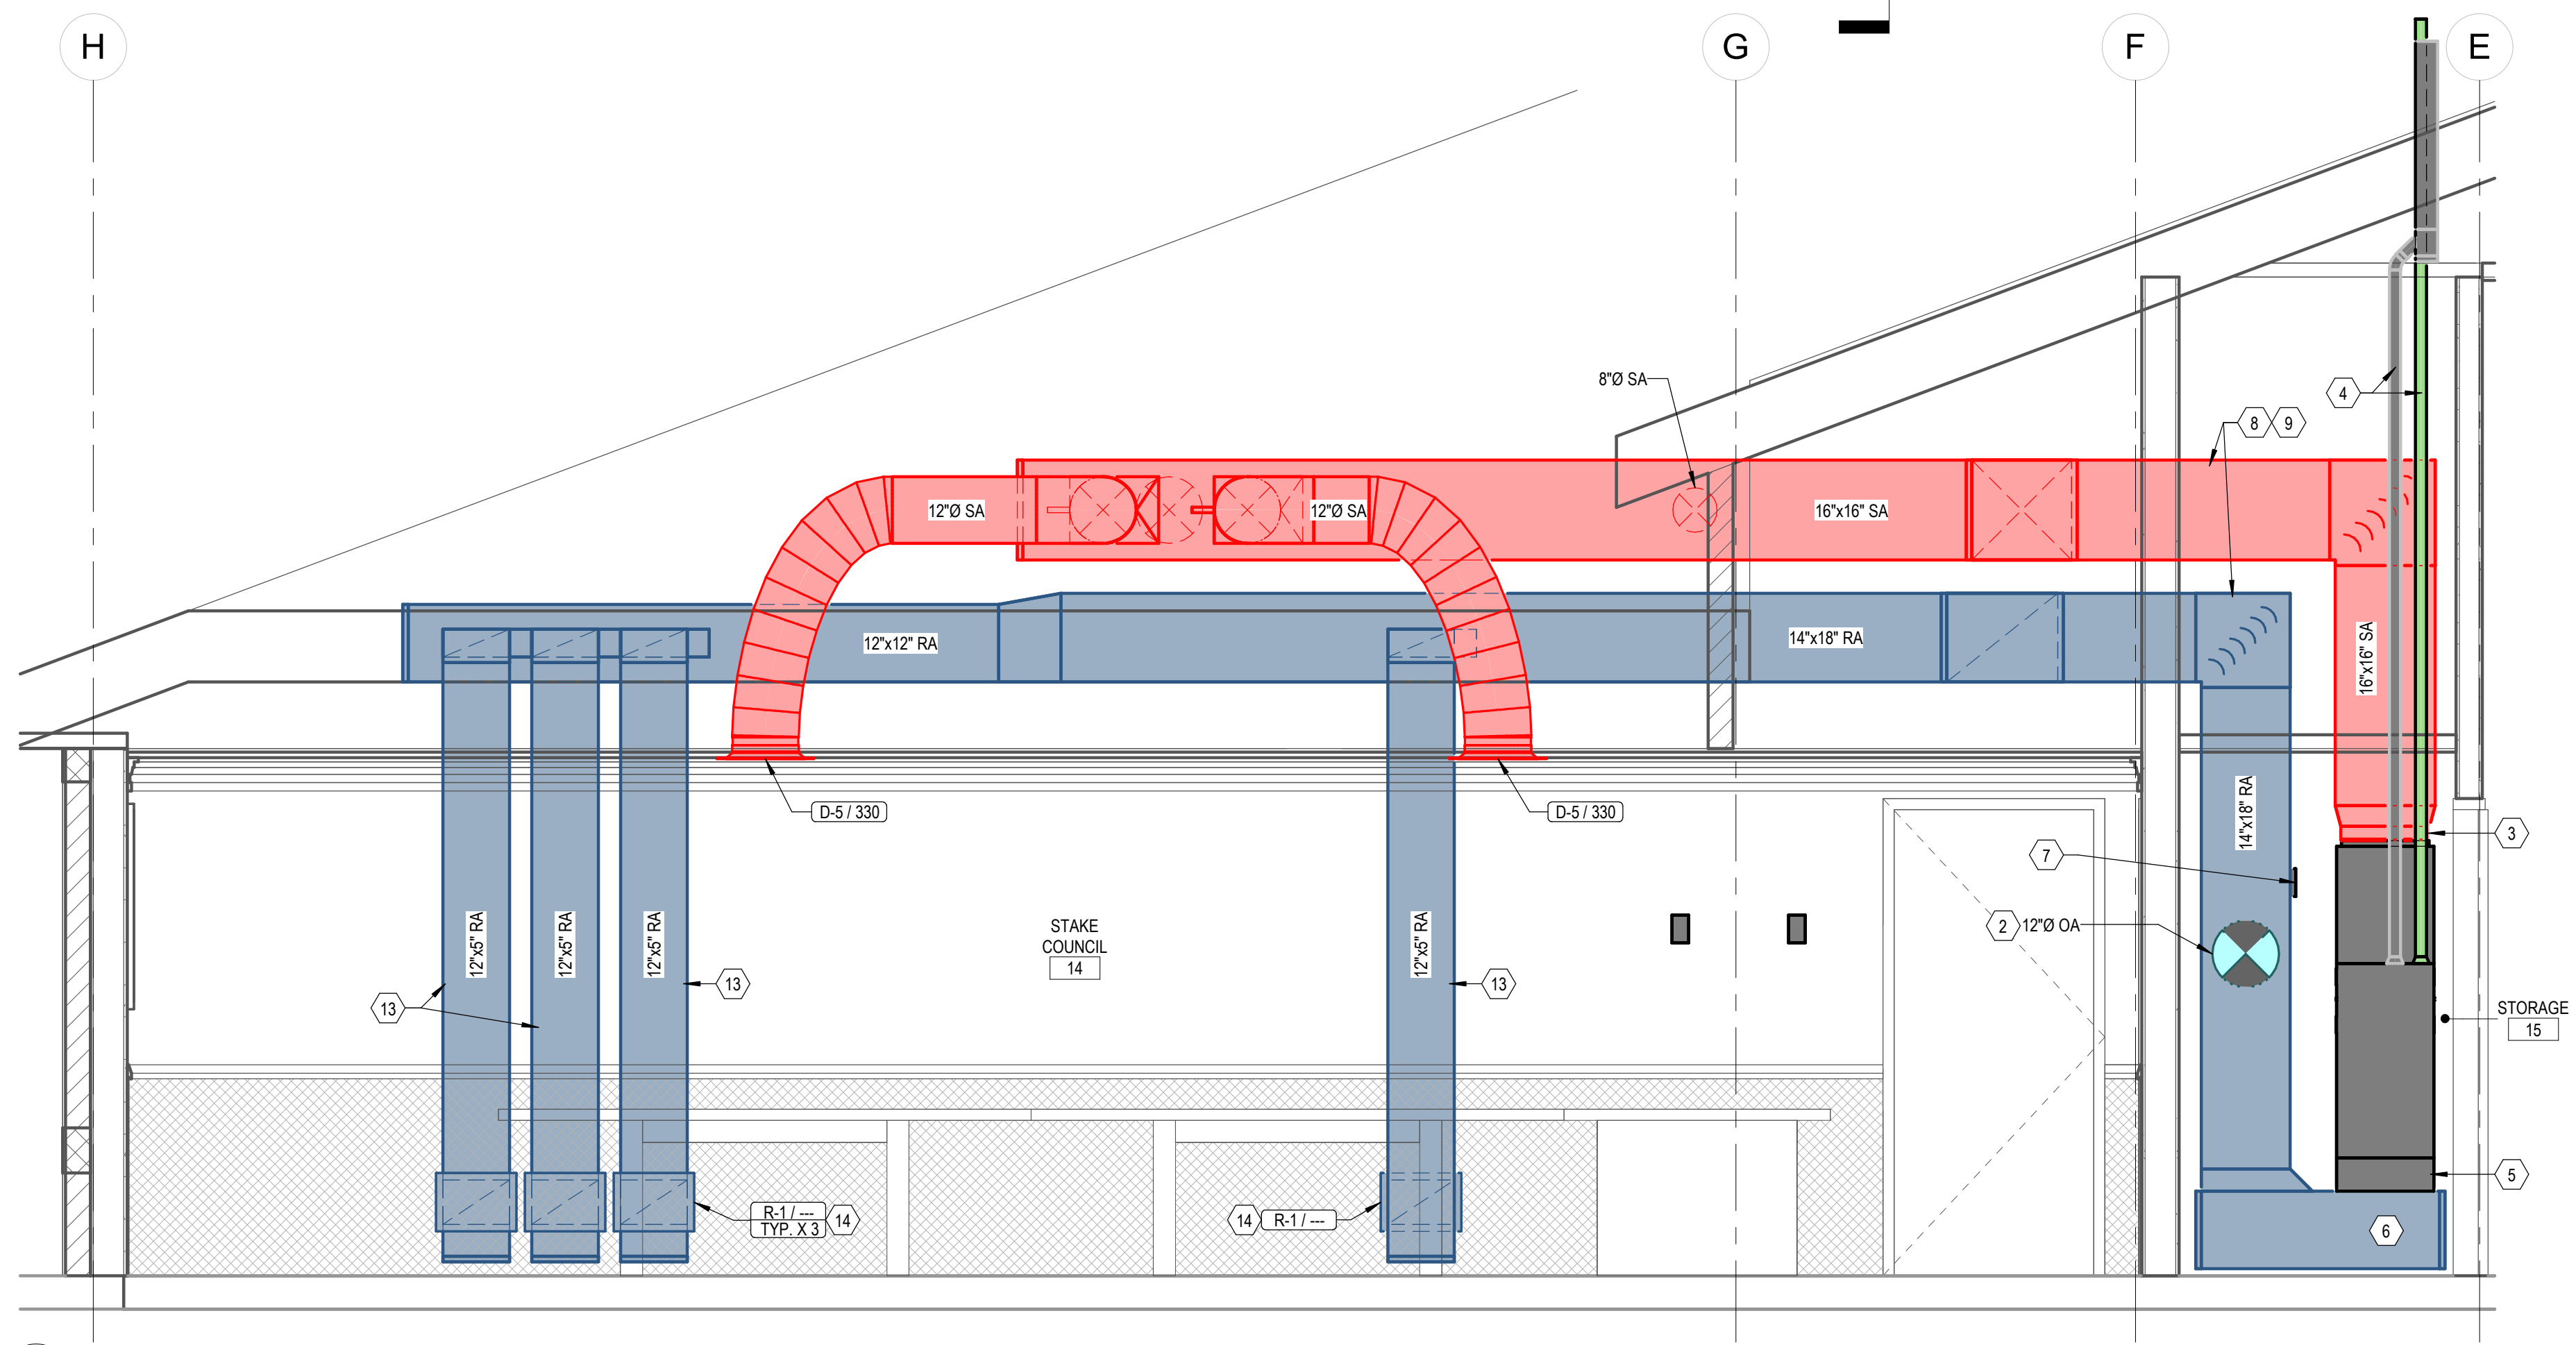 H
G
F
E
8"Ø SA
4
8
9
12"Ø SA
12"Ø SA
16"x16" SA
12"x12" RA
14"x18" RA
16"x16" SA
D-5 / 330
D-5 / 330
14"x18" RA
3
7
2
12"Ø OA
12"x5" RA
12"x5" RA
12"x5" RA
12"x5" RA
STAKE
COUNCIL
14
13
13
13
STORAGE
15
5
R-1 / ---
TYP. X 3
14
14
R-1 / ---
6